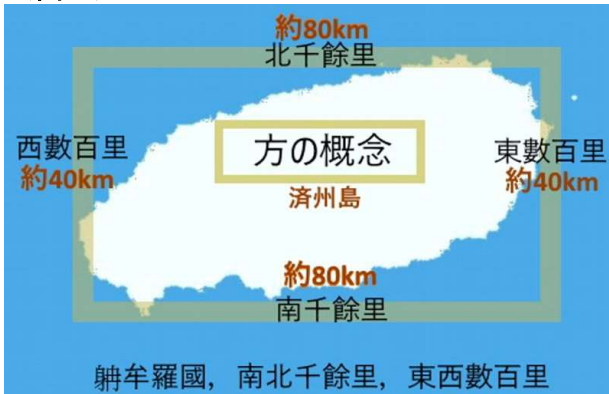 約80km
北千餘里
西數百里
約40km
方の概念
済州島
東數百里
約40km
約80km
南千餘里
𨈭牟羅國，南北千餘里，東西數百里